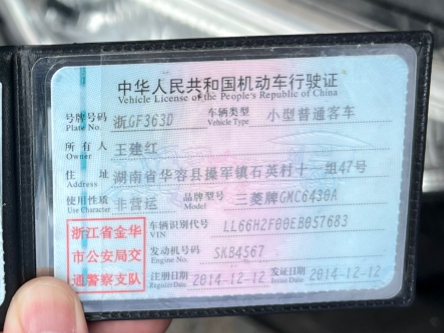 中华人民共和国机动车行驶证
Vehicle License of the People's Republic of China
号牌号码 浙GF363D 车辆类型 小型普通客车
Plate No. Vehicle Type
所有人 王建红
Owner
住址 湖南省华容县操军镇石英村十一组47号
Address
使用性质 非营运 品牌型号 三菱牌GMC6430A
Use Character Model
浙江省金华
市公安局交
通警察支队
车辆识别代号 LL66H2F00EB057683
VIN
发动机号码 SKB4567
Engine No.
注册日期 2014-12-12 发证日期 2014-12-12
Register Date Issue Date